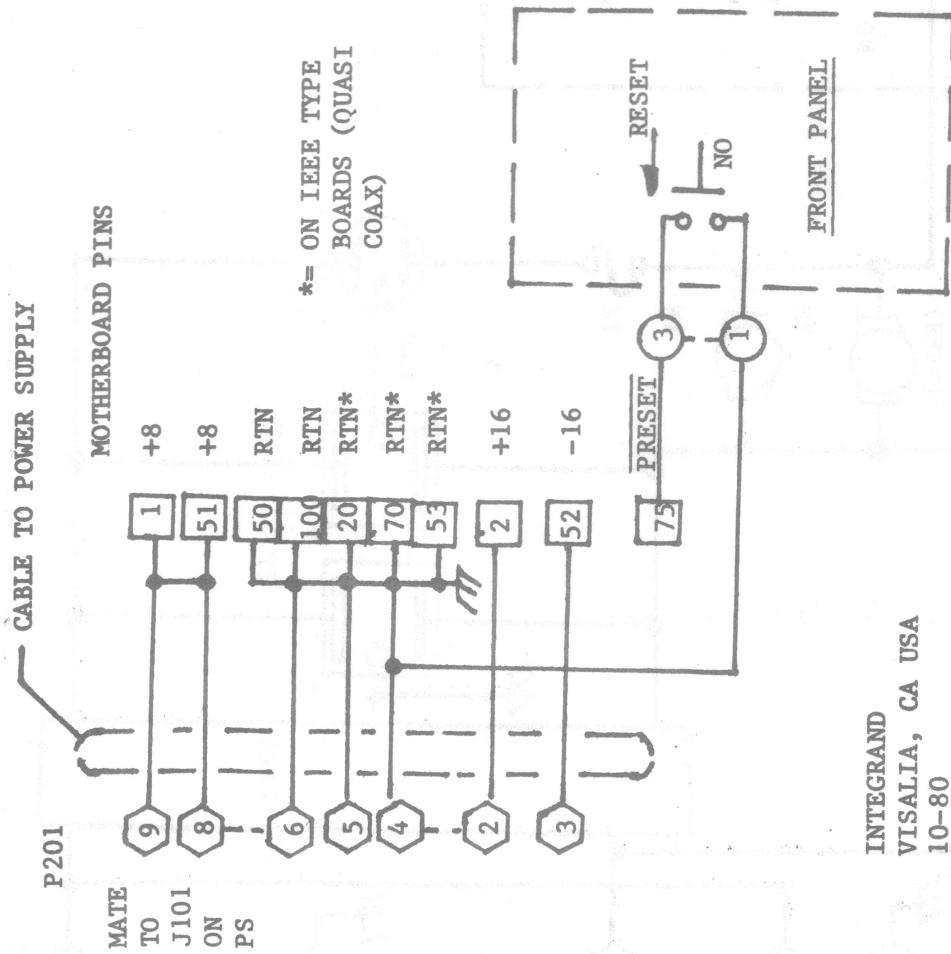 CABLE TO POWER SUPPLY
P201
MATE
TO
J101
ON
PS
MOTHERBOARD PINS
9
1
+8
8
51
+8
50
RTN
6
100
RTN
5
20
RTN*
4
70
RTN*
53
RTN*
2
2
+16
3
52
-16
*= ON IEEE TYPE
BOARDS (QUASI
COAX)
75
PRESET
3
1
RESET
NO
FRONT PANEL
INTEGRAND
VISALIA, CA USA
10-80